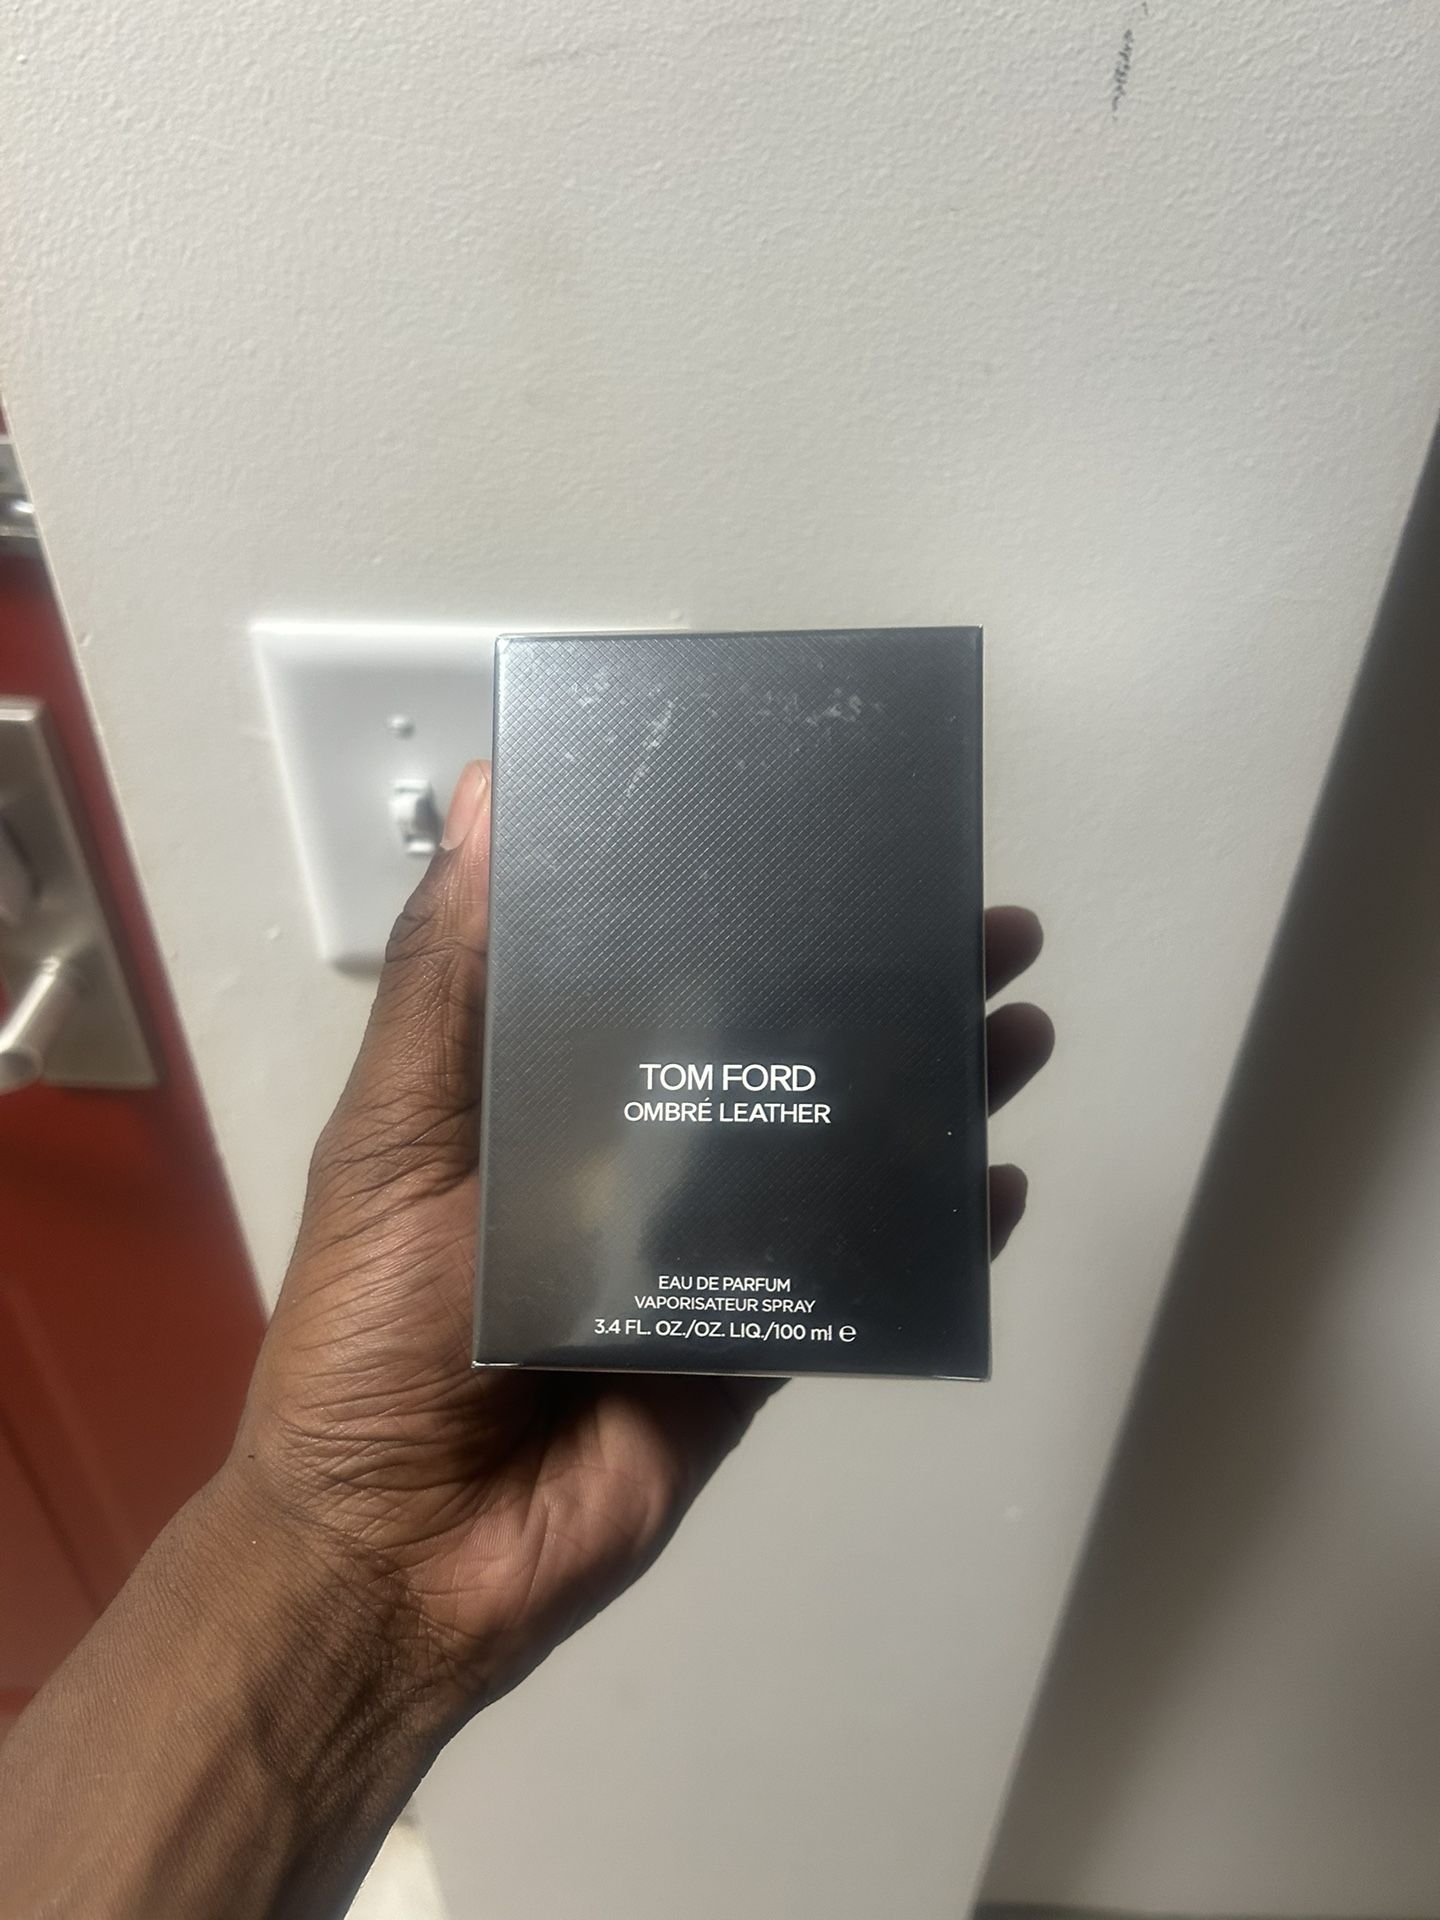 TOM FORD
OMBRÉ LEATHER
EAU DE PARFUM
VAPORISATEUR SPRAY
3.4 FL. OZ./OZ. LIQ./100 ml ℮